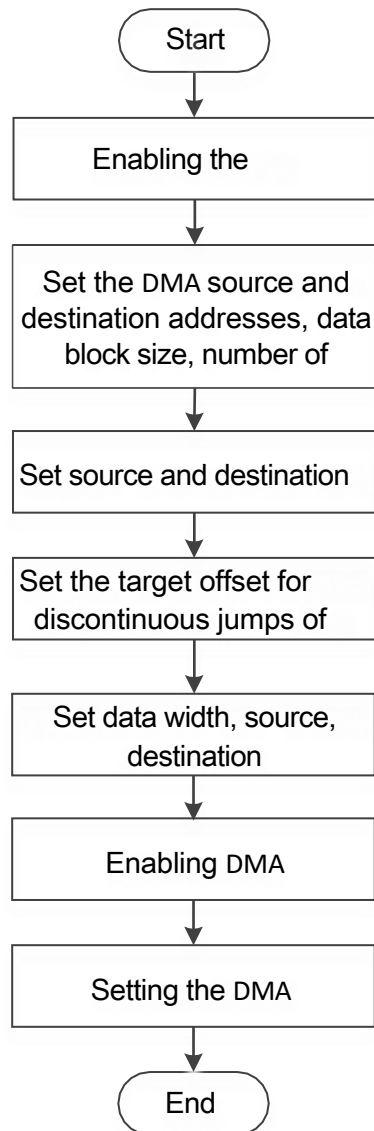 Start
Enabling the
Set the DMA source and
destination addresses, data
block size, number of
Set source and destination
Set the target offset for
discontinuous jumps of
Set data width, source,
destination
Enabling DMA
Setting the DMA
End